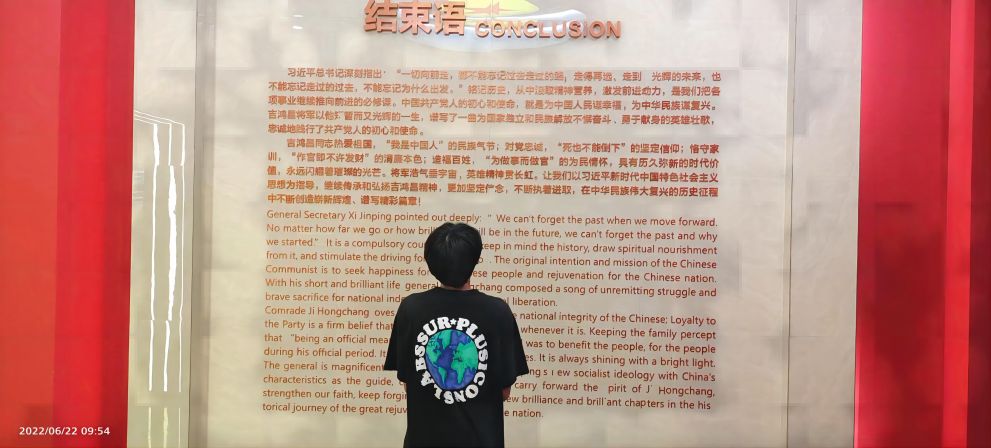 结束语 CONCLUSION
习近平总书记深刻指出：“一切向前走，都不能忘记过去走过的路；走得再远、走到 光辉的未来，也
不能忘记走过的过去，不能忘记为什么出发。”铭记历史，从中汲取精神营养，激发前进动力，是我们把各
项事业继续推向前进的必修课。中国共产党人的初心和使命，就是为中国人民谋幸福，为中华民族谋复兴。
吉鸿昌将军以他短暂而又光辉的一生，谱写了一曲为国家独立和民族解放不懈奋斗、勇于献身的英雄壮歌，
忠诚地践行了共产党人的初心和使命。
吉鸿昌同志热爱祖国，“我是中国人”的民族气节；对党忠诚，“死也不能倒下”的坚定信仰；恪守家
训，“作官即不许发财”的清廉本色；造福百姓，“为做事而做官”的为民情怀，具有历久弥新的时代价
值，永远闪耀着璀璨的光芒。将军浩气垂宇宙，英雄精神贯长虹。让我们以习近平新时代中国特色社会主义
思想为指导，继续传承和弘扬吉鸿昌精神，更加坚定信念，不断执着进取，在中华民族伟大复兴的历史征程
中不断创造崭新辉煌、谱写精彩篇章！
General Secretary Xi Jinping pointed out deeply: “ We can't forget the past when we move forward.
No matter how far we go or how bril ill be in the future, we can't forget the past and why
we started.” It is a compulsory cou keep in mind the history, draw spiritual nourishment
from it, and stimulate the driving fo o . The original intention and mission of the Chinese
Communist is to seek happiness for ese people and rejuvenation for the Chinese nation.
With his short and brilliant life general ngchang composed a song of unremitting struggle and
brave sacrifice for national inde l liberation.
Comrade Ji Hongchang oves e national integrity of the Chinese; Loyalty to
the Party is a firm belief that whenever it is. Keeping the family percept
that “being an official mea was to benefit the people, for the people
during his official period. It es. It is always shining with a bright light.
The general is magnificent ping's ew socialist ideology with China's
characteristics as the guide, c carry forward the pirit of J Hongchang,
strengthen our faith, keep forgin ew brilliance and brill ant chapters in the his
torical journey of the great rejuv ne nation.
SUR★PLUSICONSLABS
2022/06/22 09:54